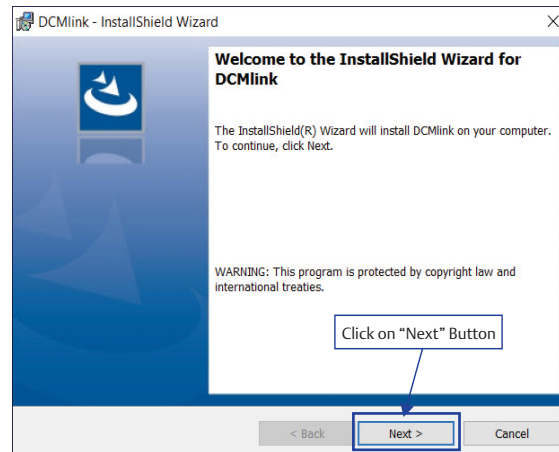 DCMlink - InstallShield Wizard
Welcome to the InstallShield Wizard for
DCMlink
The InstallShield(R) Wizard will install DCMlink on your computer.
To continue, click Next.
WARNING: This program is protected by copyright law and
international treaties.
Click on “Next” Button
< Back
Next >
Cancel